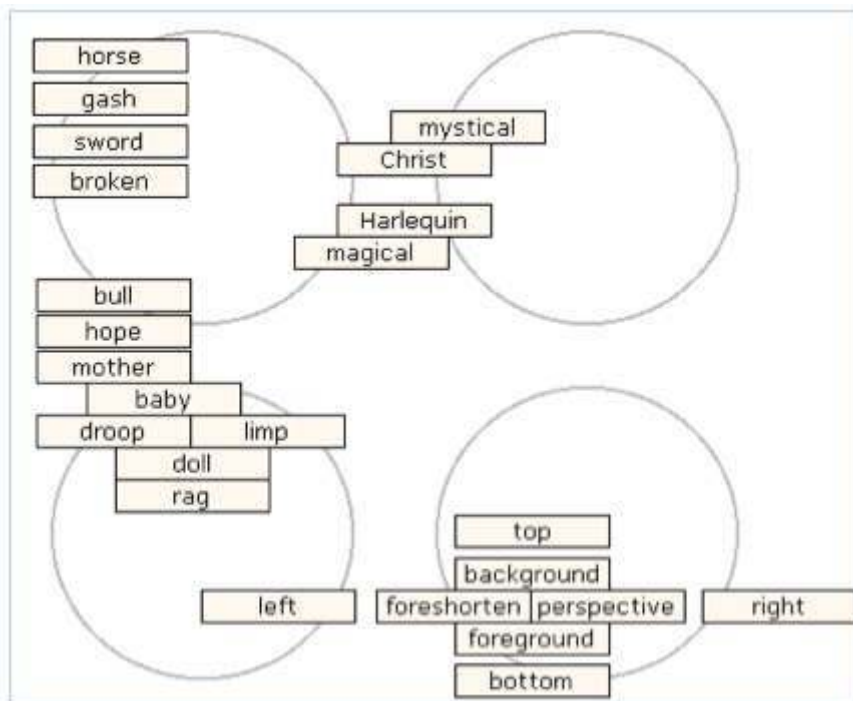 horse
gash
mystical
sword
Christ
broken
Harlequin
magical
bull
hope
mother
baby
droop limp
doll
rag
top
background
left foreshorten perspective right
foreground
bottom